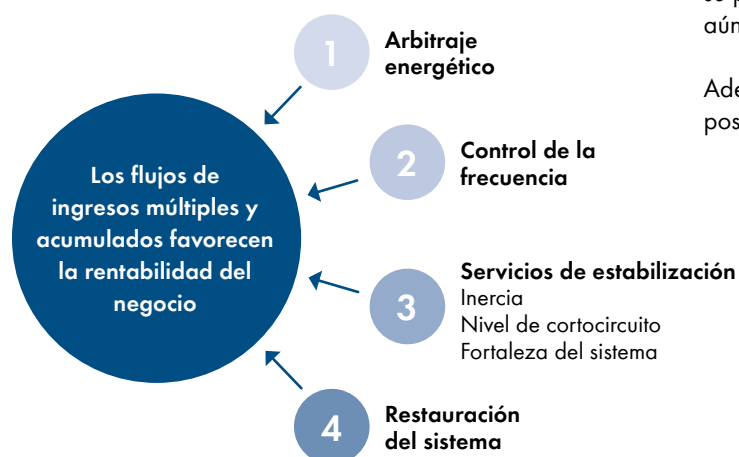 aún
Ade
pos
1
Arbitraje
energético
2
Control de la
frecuencia
Los flujos de
ingresos múltiples y
acumulados favorecen
la rentabilidad del
negocio
3
Servicios de estabilización
Inercia
Nivel de cortocircuito
Fortaleza del sistema
4
Restauración
del sistema